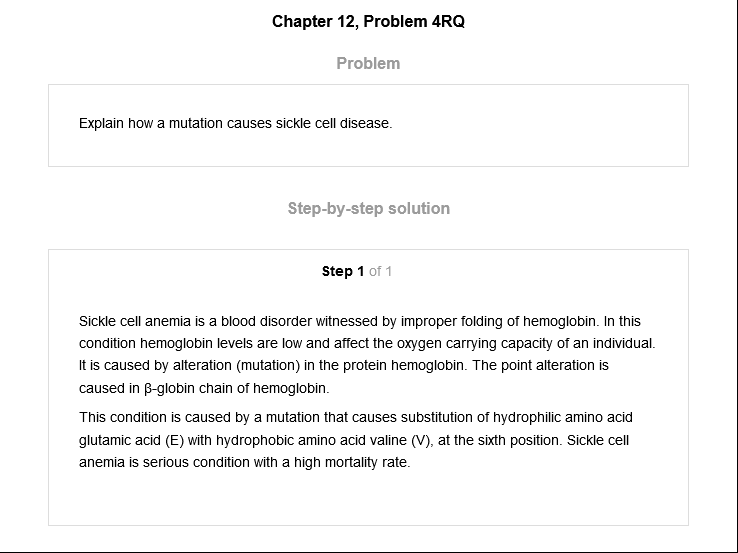 Chapter 12, Problem 4RQ
Problem
Explain how a mutation causes sickle cell disease.
Step-by-step solution
Step 1 of 1
Sickle cell anemia is a blood disorder witnessed by improper folding of hemoglobin. In this
condition hemoglobin levels are low and affect the oxygen carrying capacity of an individual.
It is caused by alteration (mutation) in the protein hemoglobin. The point alteration is
caused in β-globin chain of hemoglobin.
This condition is caused by a mutation that causes substitution of hydrophilic amino acid
glutamic acid (E) with hydrophobic amino acid valine (V), at the sixth position. Sickle cell
anemia is serious condition with a high mortality rate.